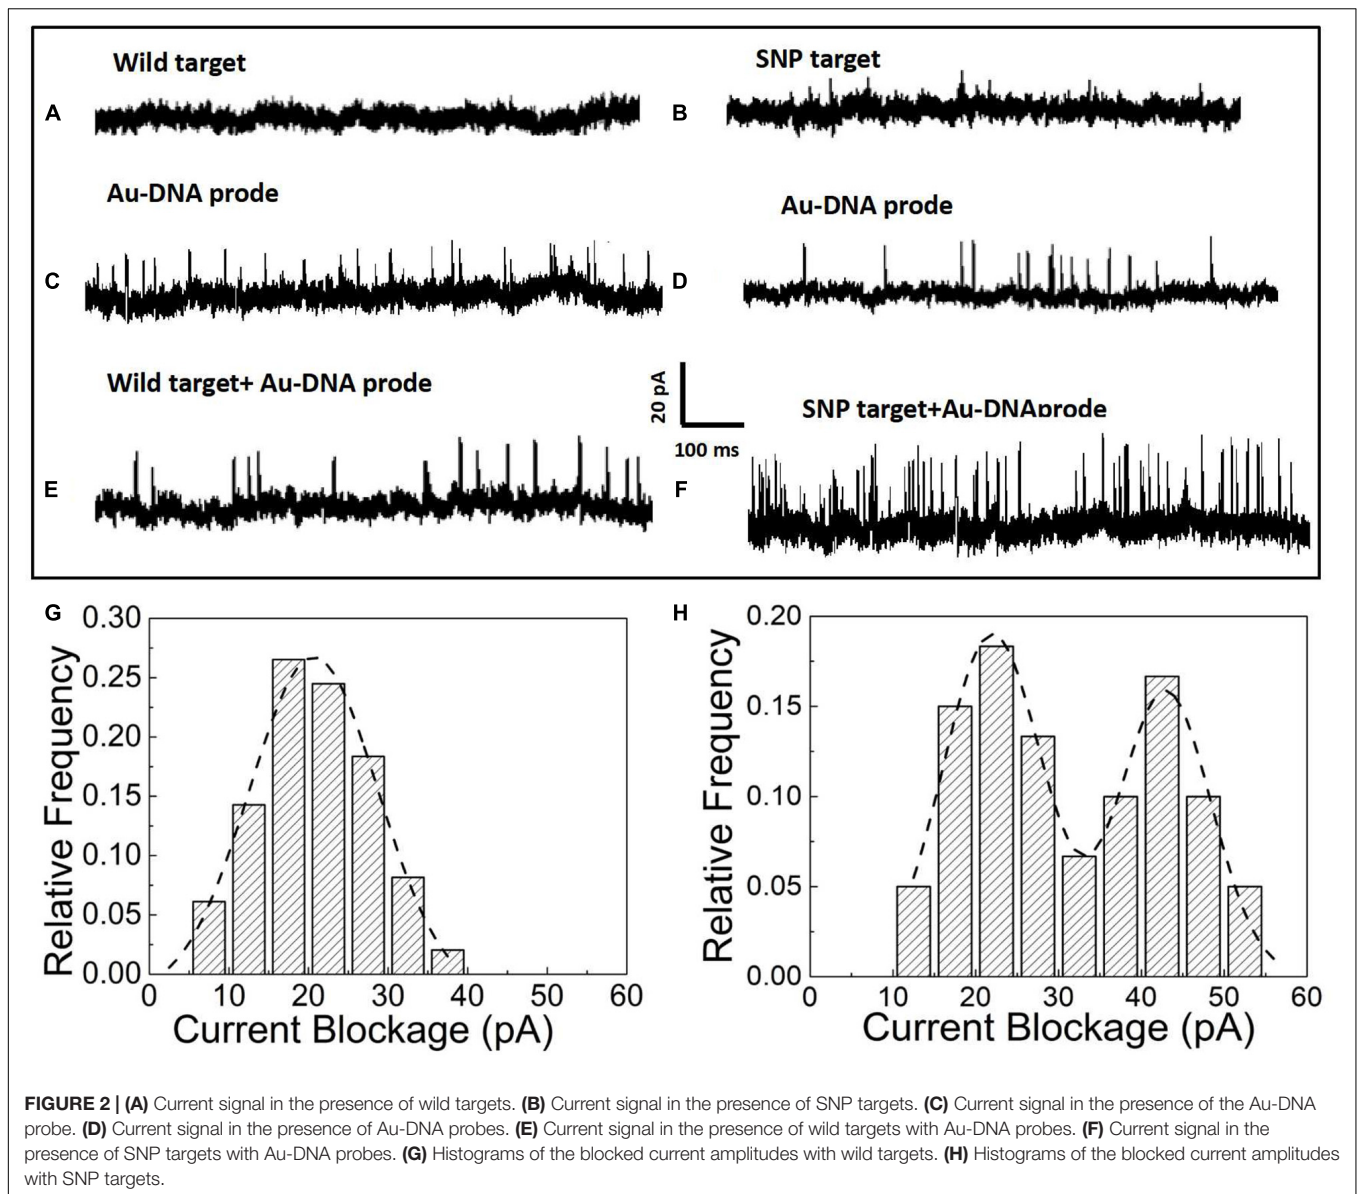 Wild target
SNP target
A
B
Au-DNA prode
Au-DNA prode
C
D
Wild target+ Au-DNA prode
20 pA
100 ms
SNP target+Au-DNAprode
E
F
G
H
0.30
0.25
0.20
0.15
0.10
0.05
0.00
Relative Frequency
0 10 20 30 40 50 60
Current Blockage (pA)
0.20
0.15
0.10
0.05
0.00
Relative Frequency
0 10 20 30 40 50 60
Current Blockage (pA)
FIGURE 2 | (A) Current signal in the presence of wild targets. (B) Current signal in the presence of SNP targets. (C) Current signal in the presence of the Au-DNA
probe. (D) Current signal in the presence of Au-DNA probes. (E) Current signal in the presence of wild targets with Au-DNA probes. (F) Current signal in the
presence of SNP targets with Au-DNA probes. (G) Histograms of the blocked current amplitudes with wild targets. (H) Histograms of the blocked current amplitudes
with SNP targets.